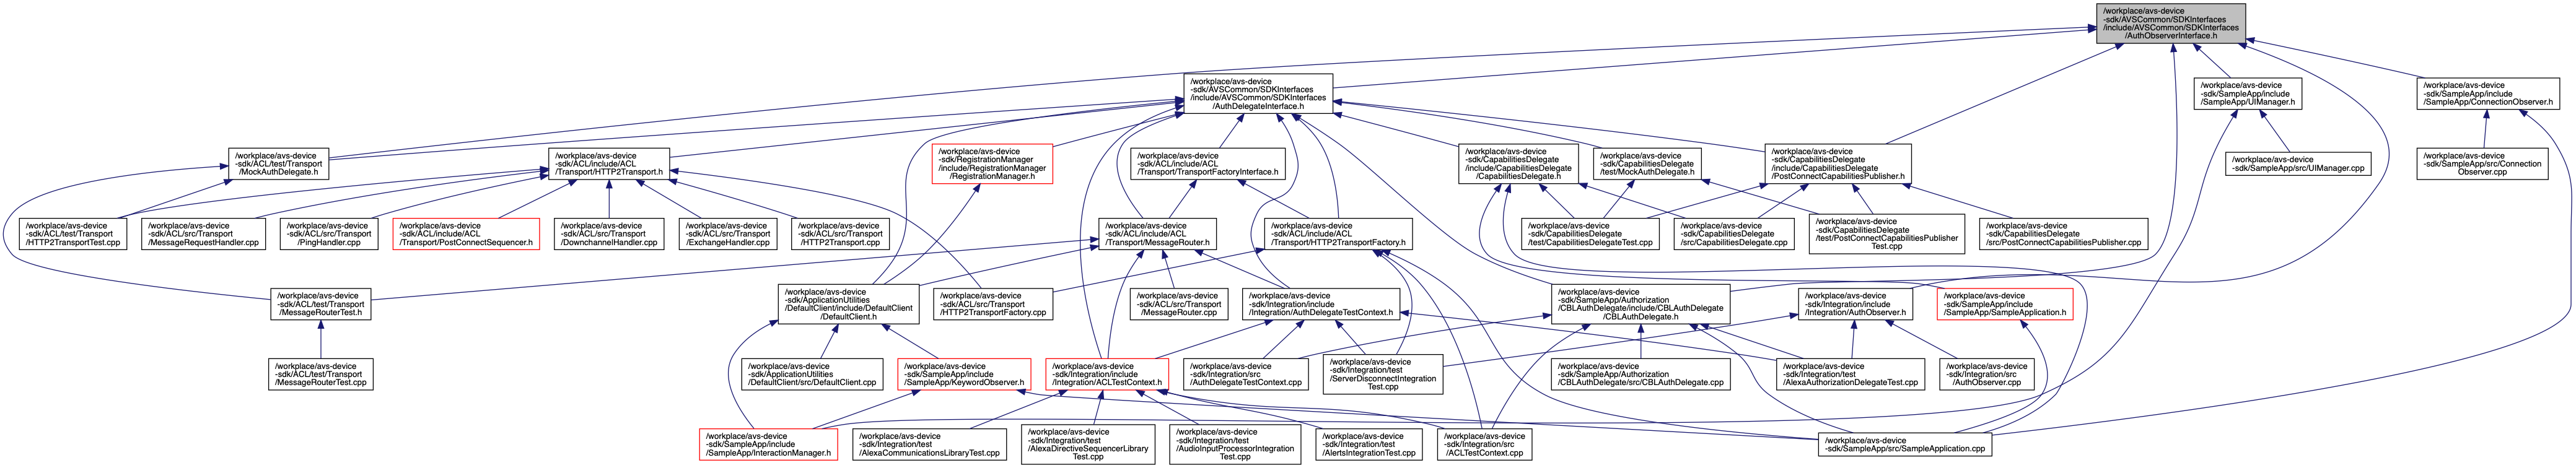 /workplace/avs-device
-sdk/AVSCommon/SDKInterfaces
/include/AVSCommon/SDKInterfaces
/AuthObserverInterface.h
/workplace/avs-device
-sdk/AVSCommon/SDKInterfaces
/include/AVSCommon/SDKInterfaces
/AuthDelegateInterface.h
/workplace/avs-device
-sdk/SampleApp/include
/SampleApp/UIManager.h
/workplace/avs-device
-sdk/SampleApp/include
/SampleApp/ConnectionObserver.h
/workplace/avs-device
-sdk/ACL/test/Transport
/MockAuthDelegate.h
/workplace/avs-device
-sdk/ACL/include/ACL
/Transport/HTTP2Transport.h
/workplace/avs-device
-sdk/RegistrationManager
/include/RegistrationManager
/RegistrationManager.h
/workplace/avs-device
-sdk/ACL/include/ACL
/Transport/TransportFactoryInterface.h
/workplace/avs-device
-sdk/CapabilitiesDelegate
/include/CapabilitiesDelegate
/CapabilitiesDelegate.h
/workplace/avs-device
-sdk/CapabilitiesDelegate
/test/MockAuthDelegate.h
/workplace/avs-device
-sdk/CapabilitiesDelegate
/include/CapabilitiesDelegate
/PostConnectCapabilitiesPublisher.h
/workplace/avs-device
-sdk/SampleApp/src/UIManager.cpp
/workplace/avs-device
-sdk/SampleApp/src/Connection
Observer.cpp
/workplace/avs-device
-sdk/ACL/test/Transport
/HTTP2TransportTest.cpp
/workplace/avs-device
-sdk/ACL/src/Transport
/MessageRequestHandler.cpp
/workplace/avs-device
-sdk/ACL/src/Transport
/PingHandler.cpp
/workplace/avs-device
-sdk/ACL/include/ACL
/Transport/PostConnectSequencer.h
/workplace/avs-device
-sdk/ACL/src/Transport
/DownchannelHandler.cpp
/workplace/avs-device
-sdk/ACL/src/Transport
/ExchangeHandler.cpp
/workplace/avs-device
-sdk/ACL/src/Transport
/HTTP2Transport.cpp
/workplace/avs-device
-sdk/ACL/include/ACL
/Transport/MessageRouter.h
/workplace/avs-device
-sdk/ACL/include/ACL
/Transport/HTTP2TransportFactory.h
/workplace/avs-device
-sdk/CapabilitiesDelegate
/test/CapabilitiesDelegateTest.cpp
/workplace/avs-device
-sdk/CapabilitiesDelegate
/src/CapabilitiesDelegate.cpp
/workplace/avs-device
-sdk/CapabilitiesDelegate
/test/PostConnectCapabilitiesPublisher
Test.cpp
/workplace/avs-device
-sdk/CapabilitiesDelegate
/src/PostConnectCapabilitiesPublisher.cpp
/workplace/avs-device
-sdk/ACL/test/Transport
/MessageRouterTest.h
/workplace/avs-device
-sdk/ApplicationUtilities
/DefaultClient/include/DefaultClient
/DefaultClient.h
/workplace/avs-device
-sdk/ACL/src/Transport
/HTTP2TransportFactory.cpp
/workplace/avs-device
-sdk/ACL/src/Transport
/MessageRouter.cpp
/workplace/avs-device
-sdk/Integration/include
/Integration/AuthDelegateTestContext.h
/workplace/avs-device
-sdk/SampleApp/Authorization
/CBLAuthDelegate/include/CBLAuthDelegate
/CBLAuthDelegate.h
/workplace/avs-device
-sdk/Integration/include
/Integration/AuthObserver.h
/workplace/avs-device
-sdk/SampleApp/include
/SampleApp/SampleApplication.h
/workplace/avs-device
-sdk/ACL/test/Transport
/MessageRouterTest.cpp
/workplace/avs-device
-sdk/ApplicationUtilities
/DefaultClient/src/DefaultClient.cpp
/workplace/avs-device
-sdk/SampleApp/include
/SampleApp/KeywordObserver.h
/workplace/avs-device
-sdk/Integration/include
/Integration/ACLTestContext.h
/workplace/avs-device
-sdk/Integration/src
/AuthDelegateTestContext.cpp
/workplace/avs-device
-sdk/Integration/test
/ServerDisconnectIntegration
Test.cpp
/workplace/avs-device
-sdk/SampleApp/Authorization
/CBLAuthDelegate/src/CBLAuthDelegate.cpp
/workplace/avs-device
-sdk/Integration/test
/AlexaAuthorizationDelegateTest.cpp
/workplace/avs-device
-sdk/Integration/src
/AuthObserver.cpp
/workplace/avs-device
-sdk/SampleApp/include
/SampleApp/InteractionManager.h
/workplace/avs-device
-sdk/Integration/test
/AlexaCommunicationsLibraryTest.cpp
/workplace/avs-device
-sdk/Integration/test
/AlexaDirectiveSequencerLibrary
Test.cpp
/workplace/avs-device
-sdk/Integration/test
/AudioInputProcessorIntegration
Test.cpp
/workplace/avs-device
-sdk/Integration/test
/AlertsIntegrationTest.cpp
/workplace/avs-device
-sdk/Integration/src
/ACLTestContext.cpp
/workplace/avs-device
-sdk/SampleApp/src/SampleApplication.cpp